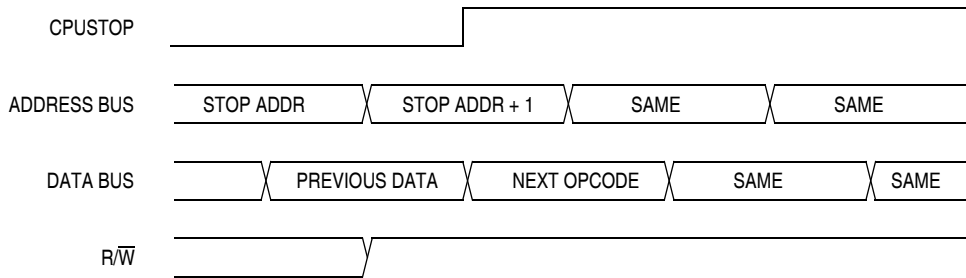 CPUSTOP
ADDRESS BUS STOP ADDR STOP ADDR + 1 SAME SAME
DATA BUS PREVIOUS DATA NEXT OPCODE SAME SAME
R/W̅